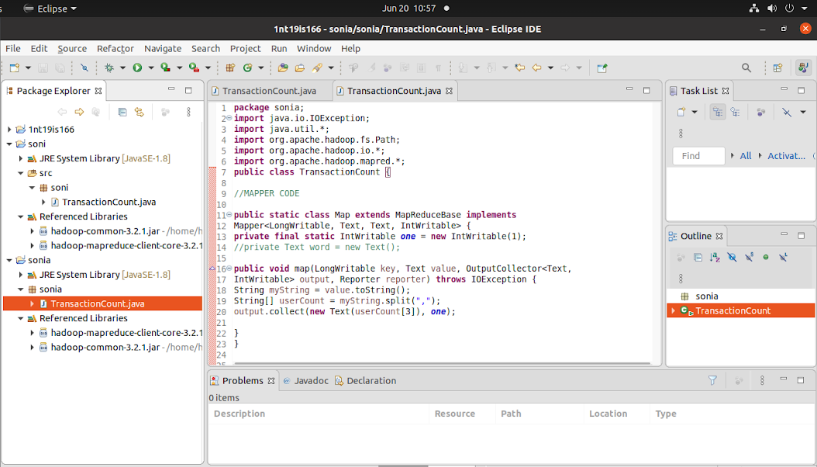 Eclipse
Jun 20 10:57
1nt19is166 - sonia/sonia/TransactionCount.java - Eclipse IDE
File Edit Source Refactor Navigate Search Project Run Window Help
Package Explorer
1nt19is166
soni
JRE System Library [JavaSE-1.8]
src
soni
TransactionCount.java
Referenced Libraries
hadoop-common-3.2.1.jar - /home/h
hadoop-mapreduce-client-core-3.2.1
sonia
JRE System Library [JavaSE-1.8]
sonia
TransactionCount.java
Referenced Libraries
hadoop-mapreduce-client-core-3.2.1
hadoop-common-3.2.1.jar - /home/h
TransactionCount.java TransactionCount.java
1 package sonia;
2 import java.io.IOException;
3 import java.util.*;
4 import org.apache.hadoop.fs.Path;
5 import org.apache.hadoop.io.*;
6 import org.apache.hadoop.mapred.*;
7 public class TransactionCount {
8
9 //MAPPER CODE
10
11 public static class Map extends MapReduceBase implements
12 Mapper<LongWritable, Text, Text, IntWritable> {
13 private final static IntWritable one = new IntWritable(1);
14 //private Text word = new Text();
15
16 public void map(LongWritable key, Text value, OutputCollector<Text,
17 IntWritable> output, Reporter reporter) throws IOException {
18 String myString = value.toString();
19 String[] userCount = myString.split(",");
20 output.collect(new Text(userCount[3]), one);
21
22 }
23 }
24
Task List
Find All Activat...
Outline
sonia
TransactionCount
Problems Javadoc Declaration
0 items
Description Resource Path Location Type